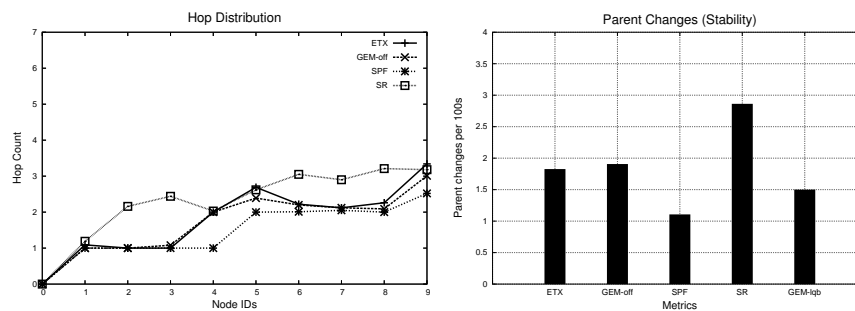 Hop Distribution
7
6
5
4
3
2
1
0
Hop Count
ETX
GEM-off
SPF
SR
0 1 2 3 4 5 6 7 8 9
Node IDs
Parent Changes (Stability)
4
3.5
3
2.5
2
1.5
1
0.5
0
Parent changes per 100s
ETX GEM-off SPF SR GEM-lqb
Metrics